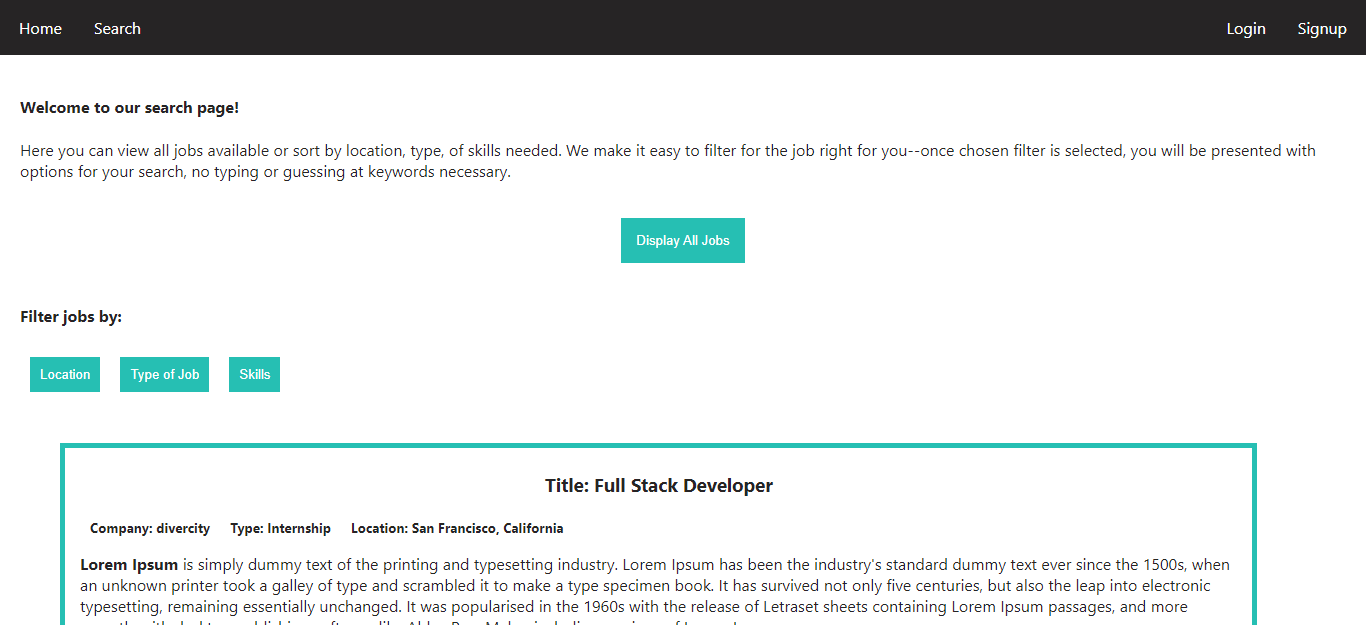 Home Search Login Signup
Welcome to our search page!
Here you can view all jobs available or sort by location, type, of skills needed. We make it easy to filter for the job right for you--once chosen filter is selected, you will be presented with
options for your search, no typing or guessing at keywords necessary.
Display All Jobs
Filter jobs by:
Location Type of Job Skills
Title: Full Stack Developer
Company: divercity Type: Internship Location: San Francisco, California
Lorem Ipsum is simply dummy text of the printing and typesetting industry. Lorem Ipsum has been the industry's standard dummy text ever since the 1500s, when
an unknown printer took a galley of type and scrambled it to make a type specimen book. It has survived not only five centuries, but also the leap into electronic
typesetting, remaining essentially unchanged. It was popularised in the 1960s with the release of Letraset sheets containing Lorem Ipsum passages, and more